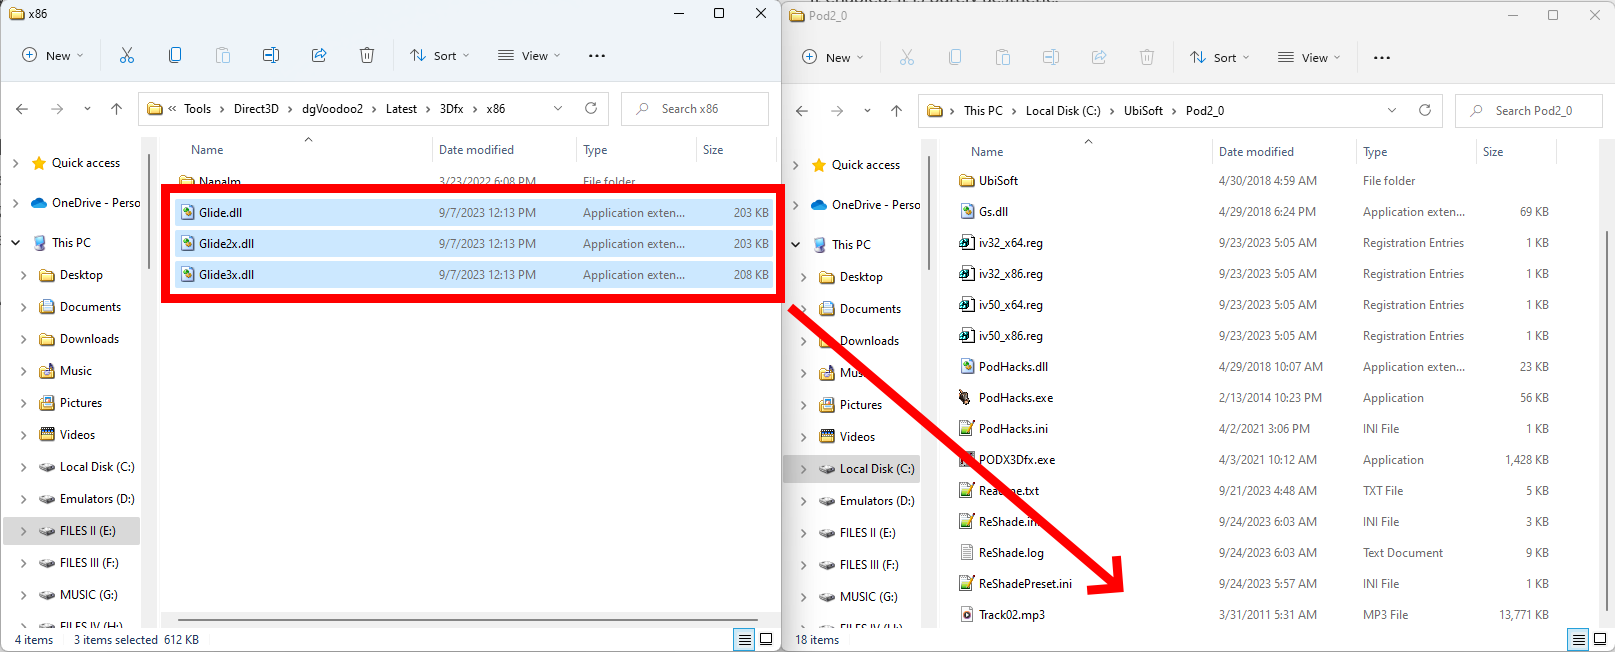 x86
New
Sort
View
Tools > Direct3D > dgVoodoo2 > Latest > 3Dfx > x86
Search x86
Quick access
OneDrive - Perso
This PC
Desktop
Documents
Downloads
Music
Pictures
Videos
Local Disk (C:)
Emulators (D:)
FILES II (E:)
FILES III (F:)
MUSIC (G:)
FILES IV (H:)
Name Date modified Type Size
3/23/2022 6:08 PM File folder
Glide.dll 9/7/2023 12:13 PM Application exten... 203 KB
Glide2x.dll 9/7/2023 12:13 PM Application exten... 203 KB
Glide3x.dll 9/7/2023 12:13 PM Application exten... 208 KB
4 items 3 items selected 612 KB
Pod2_0
New
Sort
View
This PC > Local Disk (C:) > UbiSoft > Pod2_0
Search Pod2_0
Quick access
OneDrive - Perso
This PC
Desktop
Documents
Downloads
Music
Pictures
Videos
Local Disk (C:)
Emulators (D:)
FILES II (E:)
FILES III (F:)
MUSIC (G:)
FILES IV (H:)
Name Date modified Type Size
UbiSoft 4/30/2018 4:59 AM File folder
Gs.dll 4/29/2018 6:24 PM Application exten... 69 KB
iv32_x64.reg 9/23/2023 5:05 AM Registration Entries 1 KB
iv32_x86.reg 9/23/2023 5:05 AM Registration Entries 1 KB
iv50_x64.reg 9/23/2023 5:05 AM Registration Entries 1 KB
iv50_x86.reg 9/23/2023 5:05 AM Registration Entries 1 KB
PodHacks.dll 4/29/2018 10:07 AM Application exten... 23 KB
PodHacks.exe 2/13/2014 10:23 PM Application 56 KB
PodHacks.ini 4/2/2021 3:06 PM INI File 1 KB
PODX3Dfx.exe 4/3/2021 10:12 AM Application 1,428 KB
Readme.txt 9/21/2023 4:48 AM TXT File 5 KB
ReShade.ini 9/24/2023 6:03 AM INI File 3 KB
ReShade.log 9/24/2023 6:03 AM Text Document 9 KB
ReShadePreset.ini 9/24/2023 5:57 AM INI File 1 KB
Track02.mp3 3/31/2011 5:31 AM MP3 File 13,771 KB
18 items